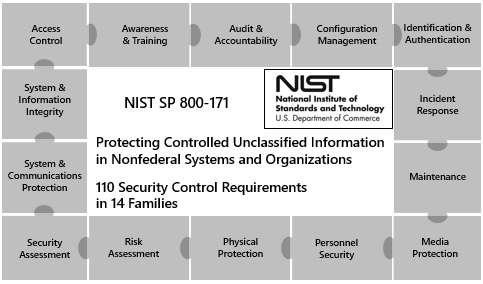 Access
Control
Awareness
& Training
Audit &
Accountability
Configuration
Management
Identification &
Authentication
System &
Information
Integrity
NIST SP 800-171
NIST
National Institute of
Standards and Technology
U.S. Department of Commerce
Incident
Response
Protecting Controlled Unclassified Information
in Nonfederal Systems and Organizations
110 Security Control Requirements
in 14 Families
System &
Communications
Protection
Maintenance
Security
Assessment
Risk
Assessment
Physical
Protection
Personnel
Security
Media
Protection